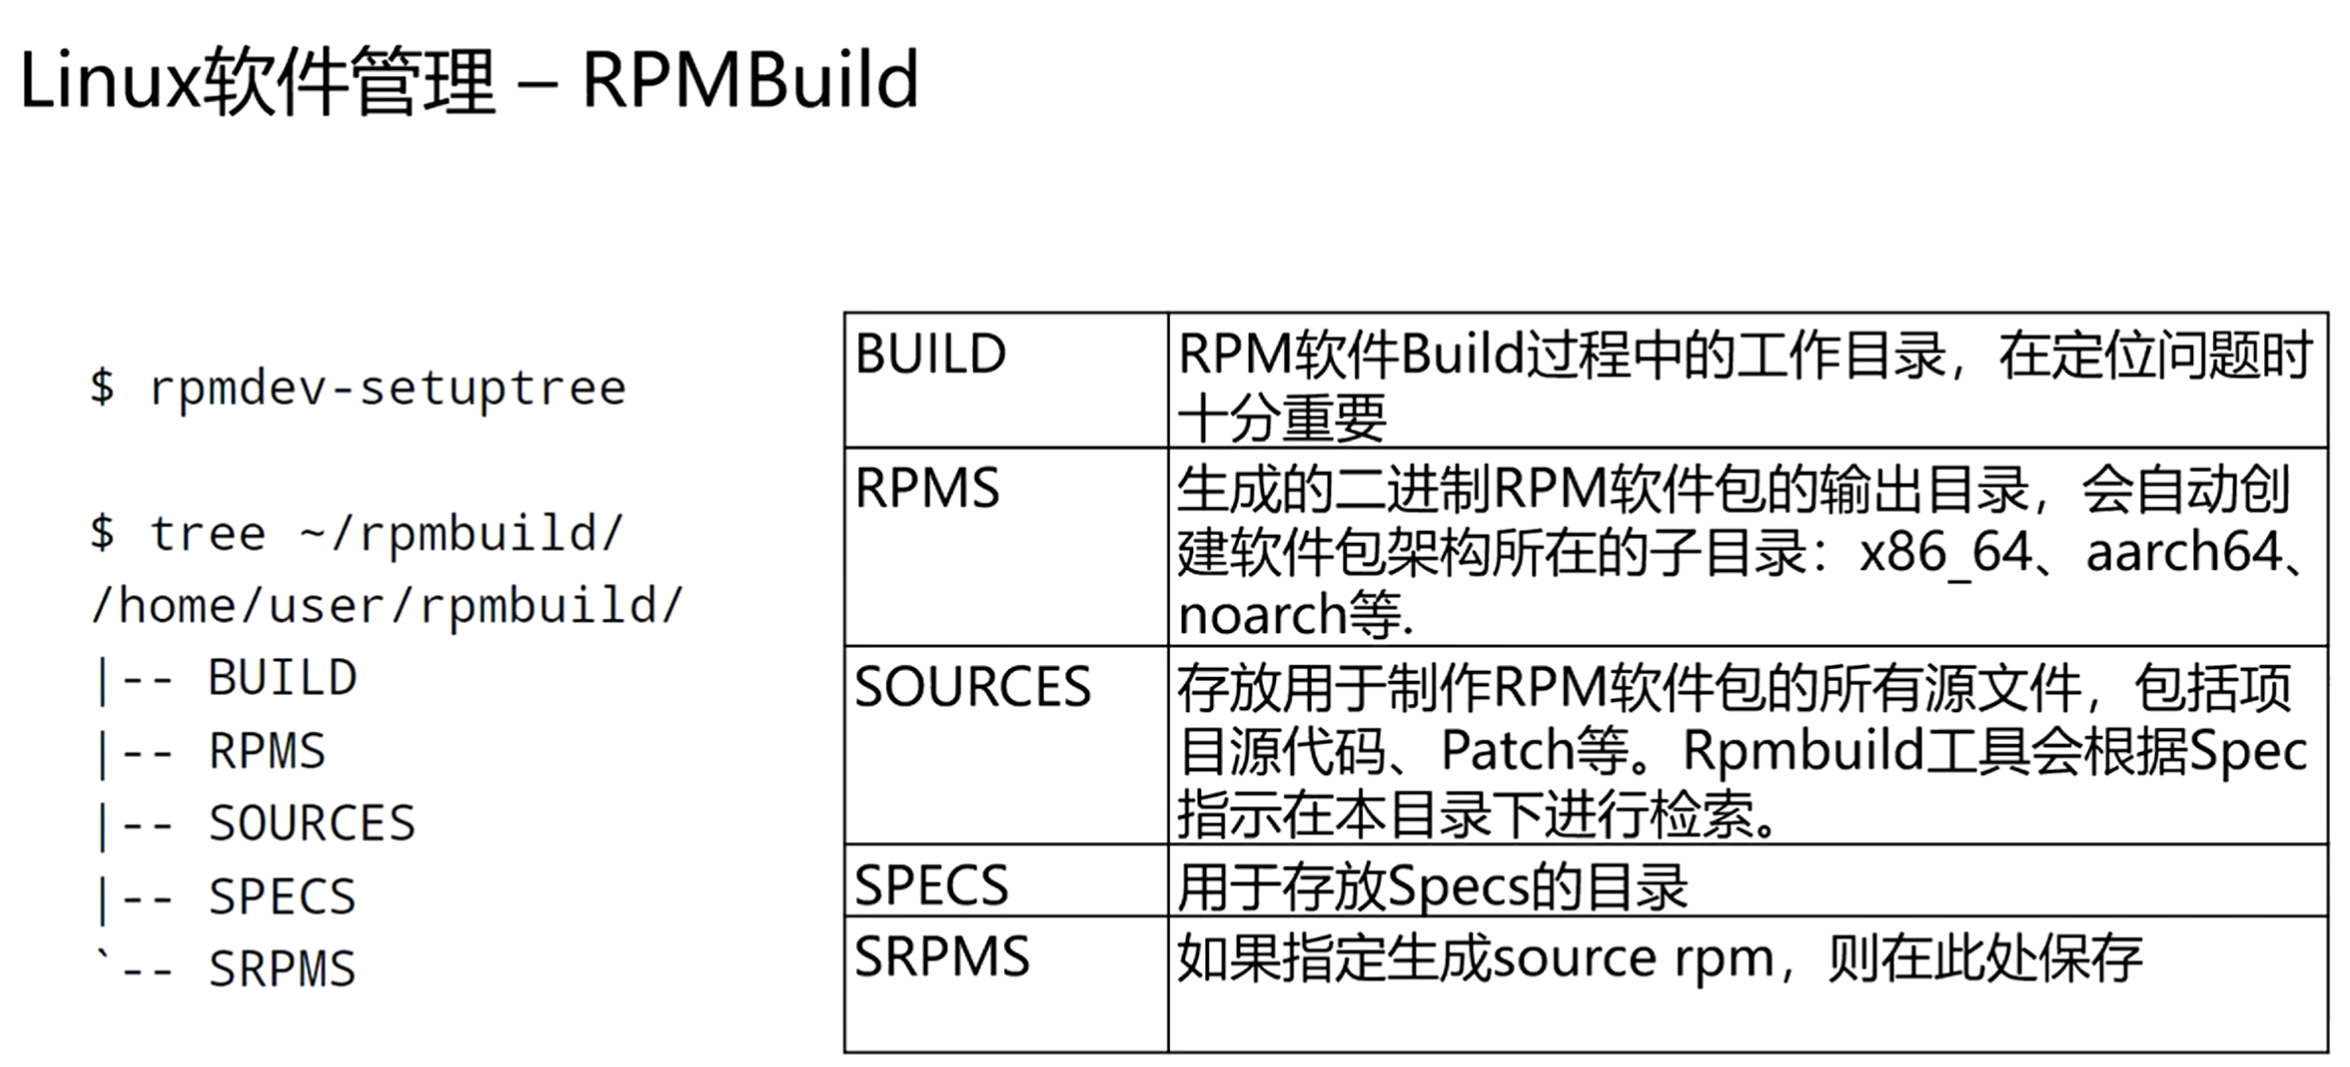 Linux软件管理 – RPMBuild
$ rpmdev-setuptree
$ tree ~/rpmbuild/
/home/user/rpmbuild/
|-- BUILD
|-- RPMS
|-- SOURCES
|-- SPECS
`-- SRPMS
BUILD
RPM软件Build过程中的工作目录，在定位问题时
十分重要
RPMS
生成的二进制RPM软件包的输出目录，会自动创
建软件包架构所在的子目录：x86_64、aarch64、
noarch等.
SOURCES
存放用于制作RPM软件包的所有源文件，包括项
目源代码、Patch等。Rpmbuild工具会根据Spec
指示在本目录下进行检索。
SPECS
用于存放Specs的目录
SRPMS
如果指定生成source rpm，则在此处保存